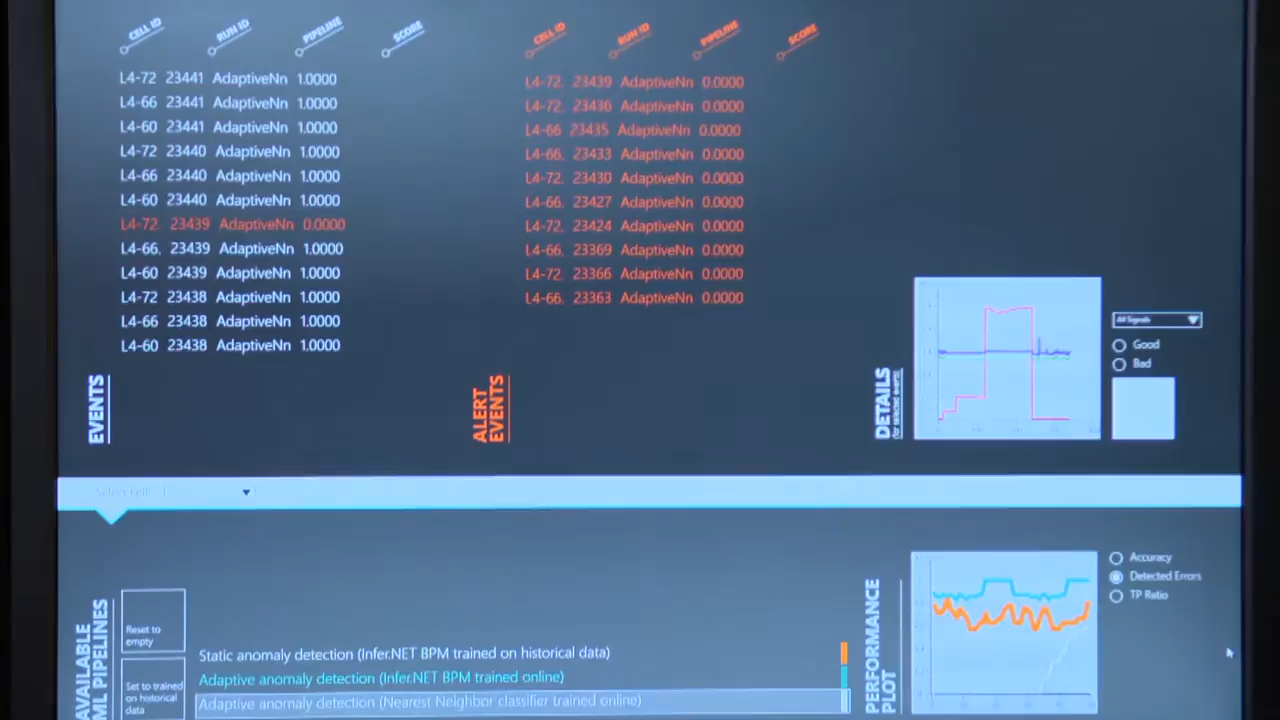 CELL ID RUN ID PIPELINE SCORE
L4-72 23441 AdaptiveNn 1.0000
L4-66 23441 AdaptiveNn 1.0000
L4-60 23441 AdaptiveNn 1.0000
L4-72 23440 AdaptiveNn 1.0000
L4-66 23440 AdaptiveNn 1.0000
L4-60 23440 AdaptiveNn 1.0000
L4-72. 23439 AdaptiveNn 0.0000
L4-66. 23439 AdaptiveNn 1.0000
L4-60 23439 AdaptiveNn 1.0000
L4-72 23438 AdaptiveNn 1.0000
L4-66 23438 AdaptiveNn 1.0000
L4-60 23438 AdaptiveNn 1.0000
EVENTS
CELL ID RUN ID PIPELINE SCORE
L4-72. 23439 AdaptiveNn 0.0000
L4-72. 23436 AdaptiveNn 0.0000
L4-66 23435 AdaptiveNn 0.0000
L4-66. 23433 AdaptiveNn 0.0000
L4-72. 23430 AdaptiveNn 0.0000
L4-66. 23427 AdaptiveNn 0.0000
L4-72. 23424 AdaptiveNn 0.0000
L4-66. 23369 AdaptiveNn 0.0000
L4-72. 23366 AdaptiveNn 0.0000
L4-66. 23363 AdaptiveNn 0.0000
ALERT
EVENTS
DETAILS
(for selected event)
All Signals
Good
Bad
Select cell:
AVAILABLE
ML PIPELINES
Reset to
empty
Set to trained
on historical
data
Static anomaly detection (Infer.NET BPM trained on historical data)
Adaptive anomaly detection (Infer.NET BPM trained online)
Adaptive anomaly detection (Nearest Neighbor classifier trained online)
PERFORMANCE
PLOT
Accuracy
Detected Errors
TP Ratio